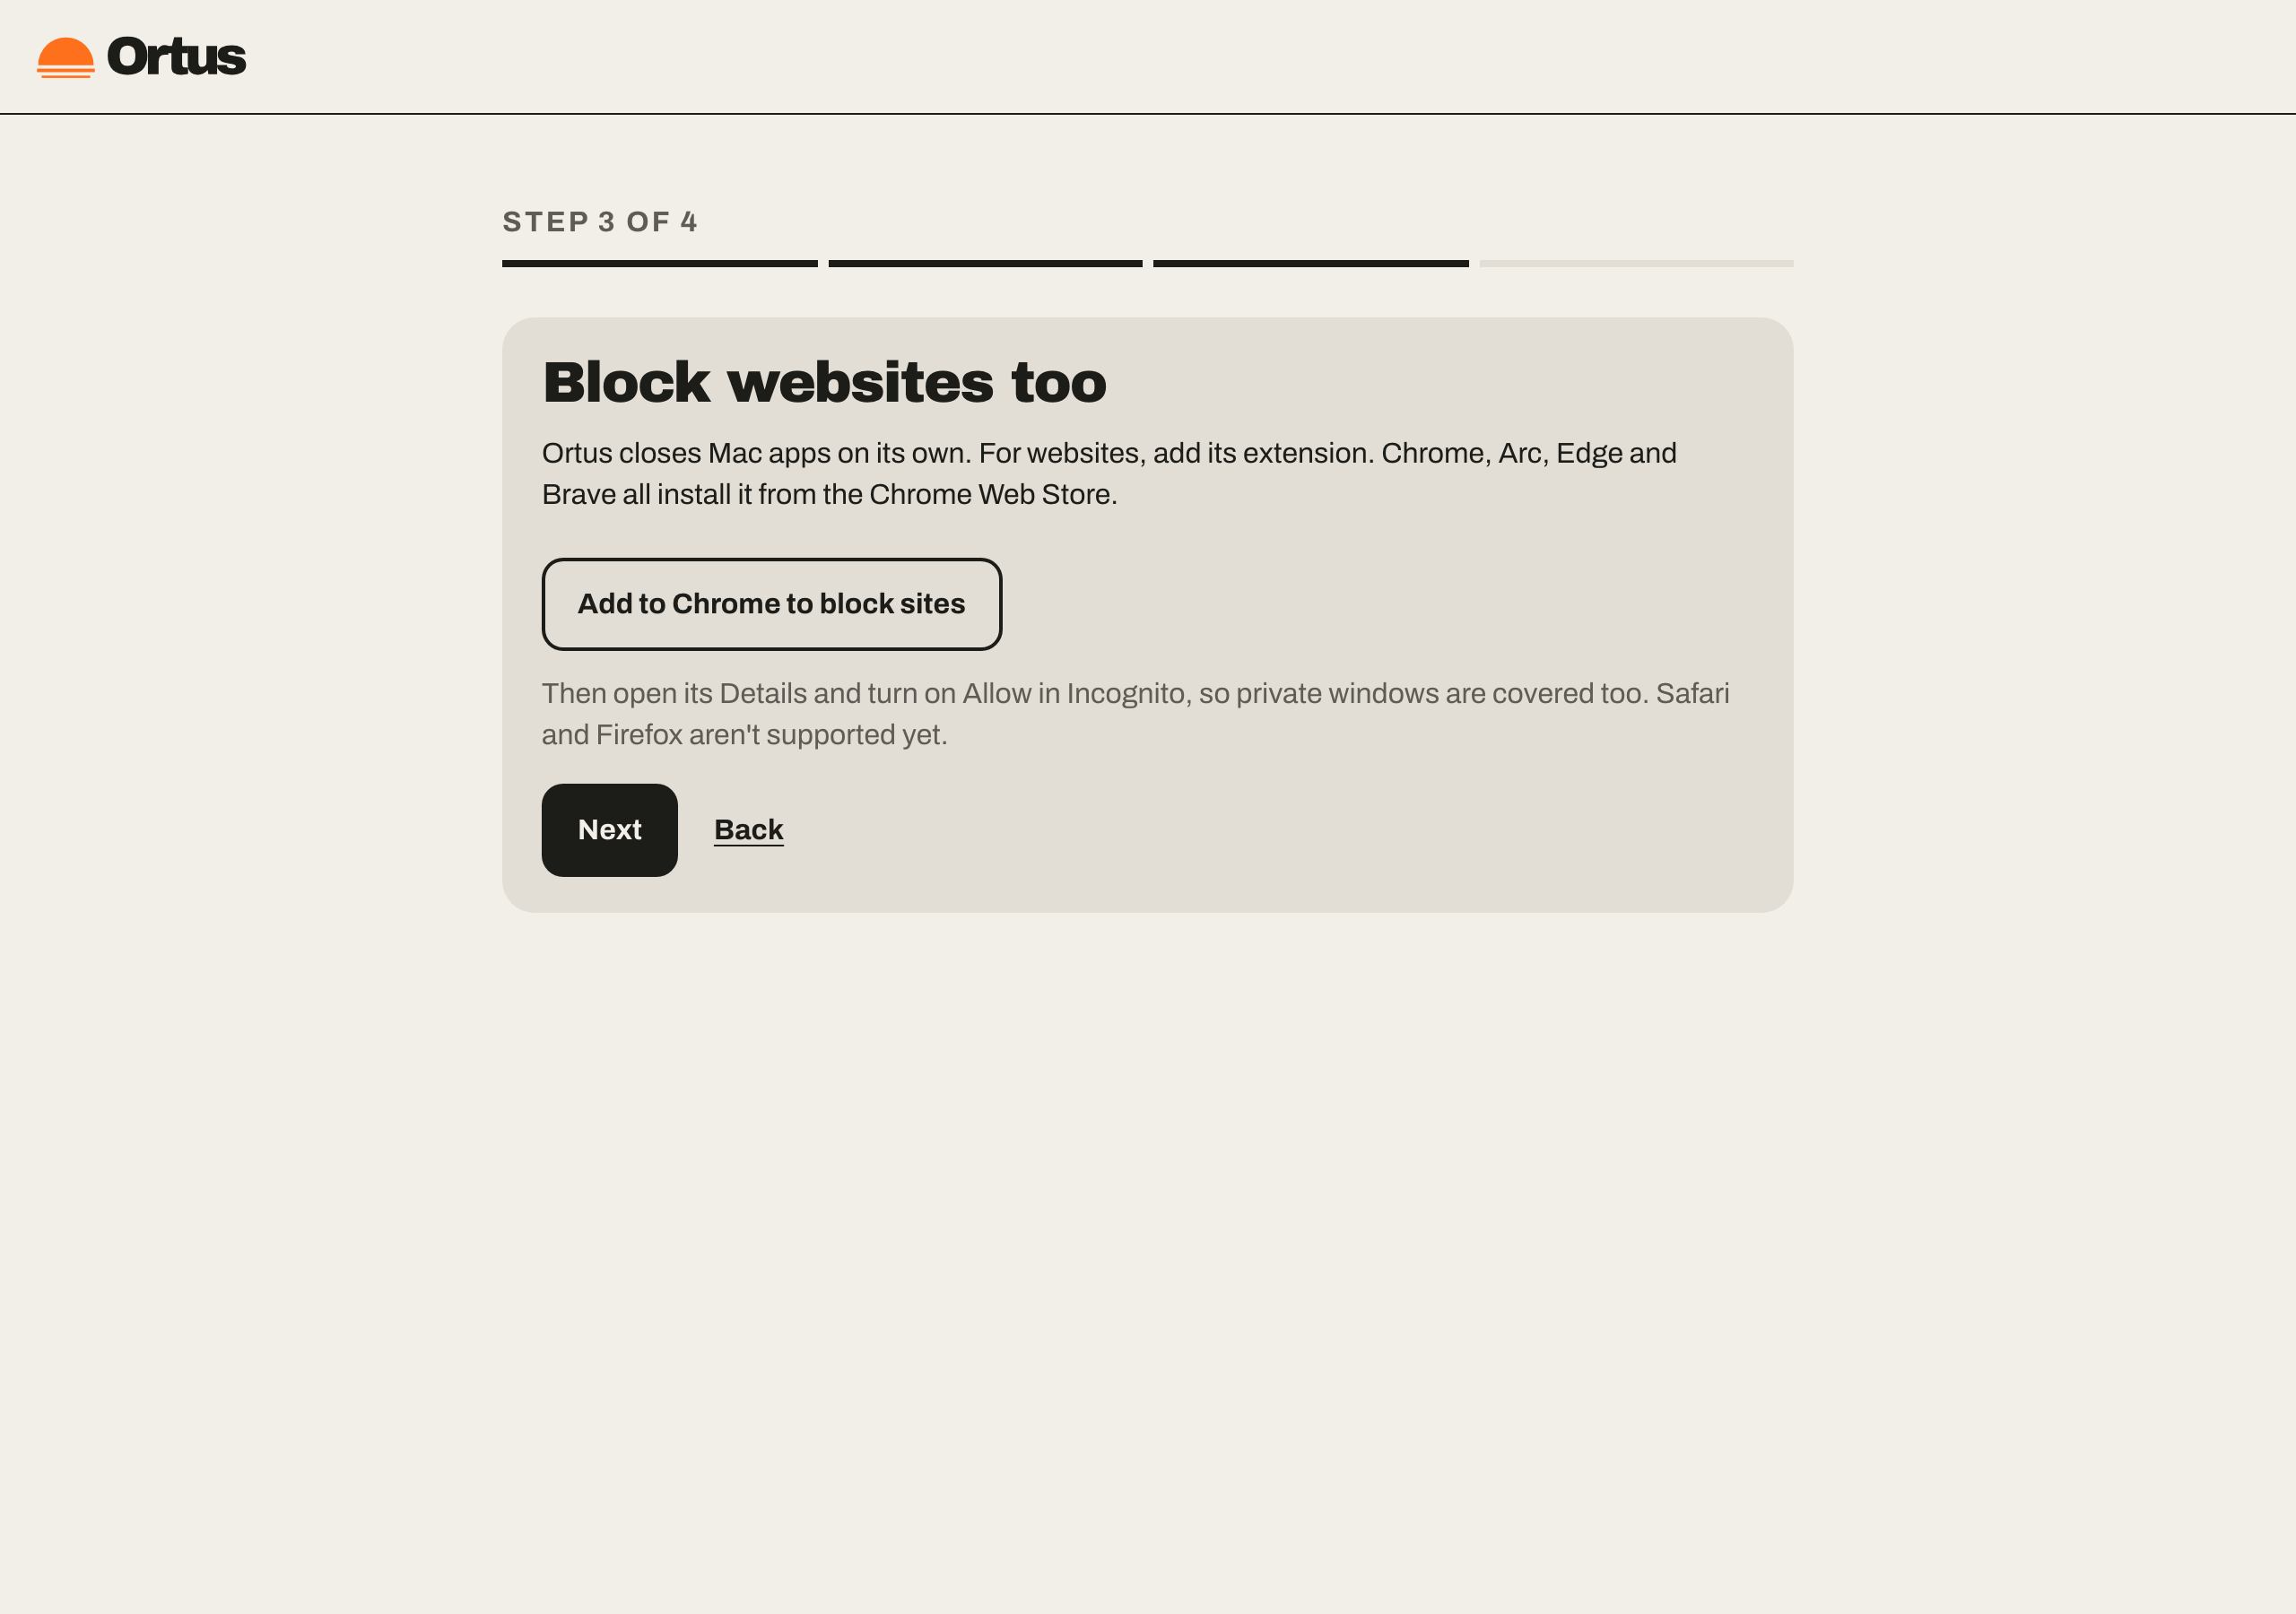 Ortus
STEP 3 OF 4
Block websites too
Ortus closes Mac apps on its own. For websites, add its extension. Chrome, Arc, Edge and
Brave all install it from the Chrome Web Store.
Add to Chrome to block sites
Then open its Details and turn on Allow in Incognito, so private windows are covered too. Safari
and Firefox aren't supported yet.
Next Back